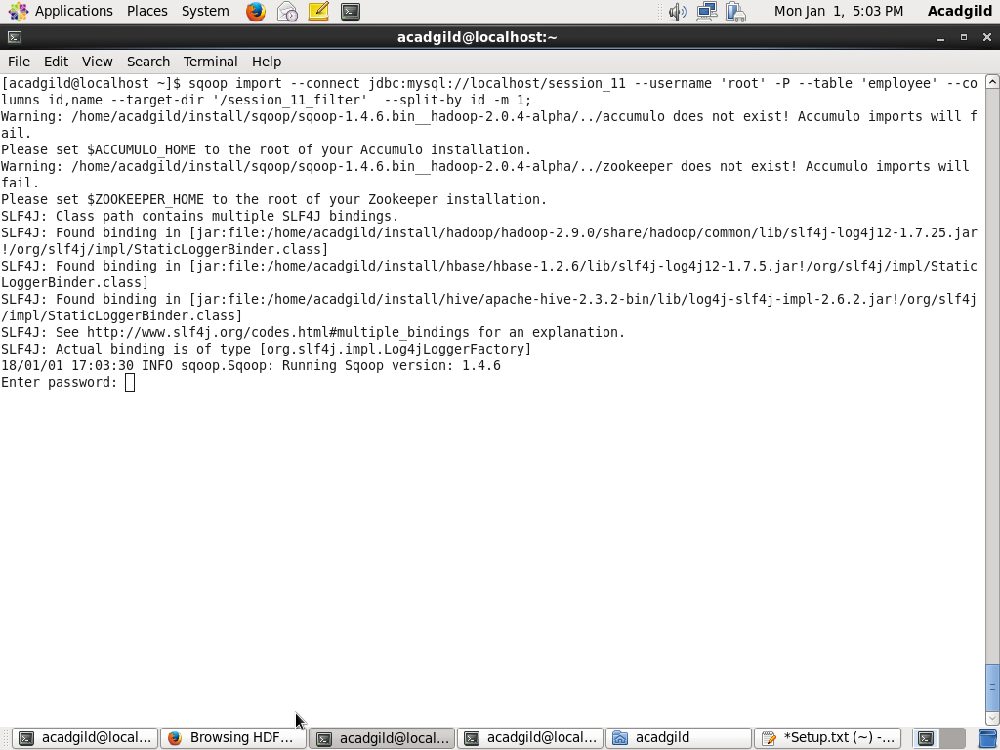 Applications Places System Mon Jan 1, 5:03 PM Acadgild
acadgild@localhost:~
File Edit View Search Terminal Help
[acadgild@localhost ~]$ sqoop import --connect jdbc:mysql://localhost/session_11 --username 'root' -P --table 'employee' --co
lumns id,name --target-dir '/session_11_filter'  --split-by id -m 1;
Warning: /home/acadgild/install/sqoop/sqoop-1.4.6.bin__hadoop-2.0.4-alpha/../accumulo does not exist! Accumulo imports will f
ail.
Please set $ACCUMULO_HOME to the root of your Accumulo installation.
Warning: /home/acadgild/install/sqoop/sqoop-1.4.6.bin__hadoop-2.0.4-alpha/../zookeeper does not exist! Accumulo imports will
fail.
Please set $ZOOKEEPER_HOME to the root of your Zookeeper installation.
SLF4J: Class path contains multiple SLF4J bindings.
SLF4J: Found binding in [jar:file:/home/acadgild/install/hadoop/hadoop-2.9.0/share/hadoop/common/lib/slf4j-log4j12-1.7.25.jar
!/org/slf4j/impl/StaticLoggerBinder.class]
SLF4J: Found binding in [jar:file:/home/acadgild/install/hbase/hbase-1.2.6/lib/slf4j-log4j12-1.7.5.jar!/org/slf4j/impl/Static
LoggerBinder.class]
SLF4J: Found binding in [jar:file:/home/acadgild/install/hive/apache-hive-2.3.2-bin/lib/log4j-slf4j-impl-2.6.2.jar!/org/slf4j
/impl/StaticLoggerBinder.class]
SLF4J: See http://www.slf4j.org/codes.html#multiple_bindings for an explanation.
SLF4J: Actual binding is of type [org.slf4j.impl.Log4jLoggerFactory]
18/01/01 17:03:30 INFO sqoop.Sqoop: Running Sqoop version: 1.4.6
Enter password:
acadgild@local... Browsing HDF... acadgild@local... acadgild@local... acadgild *Setup.txt (~) -...